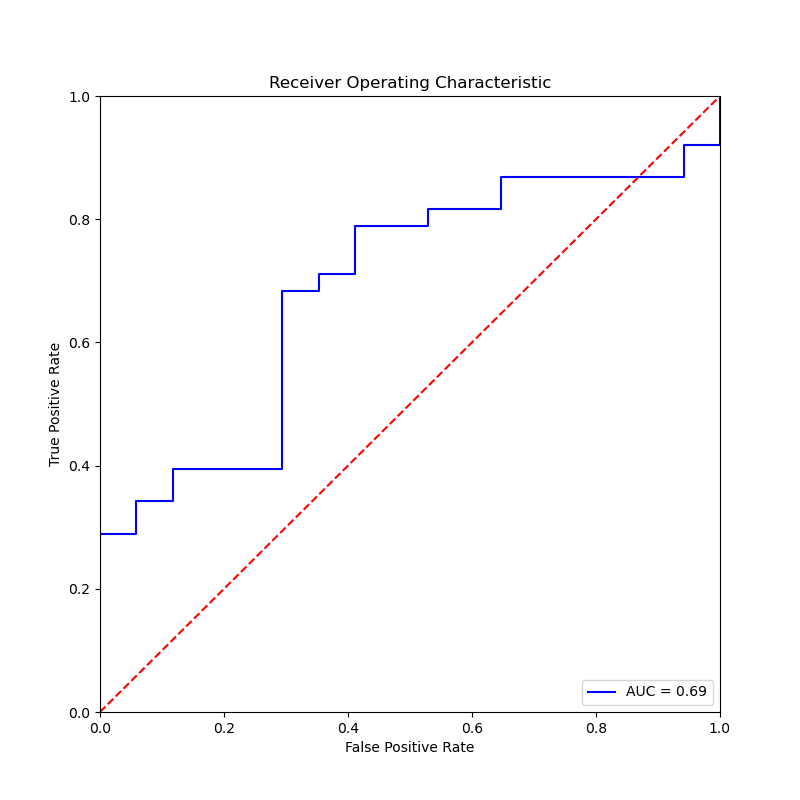 Receiver Operating Characteristic
1.0
0.8
0.6
0.4
0.2
0.0
True Positive Rate
AUC = 0.69
0.0 0.2 0.4 0.6 0.8 1.0
False Positive Rate